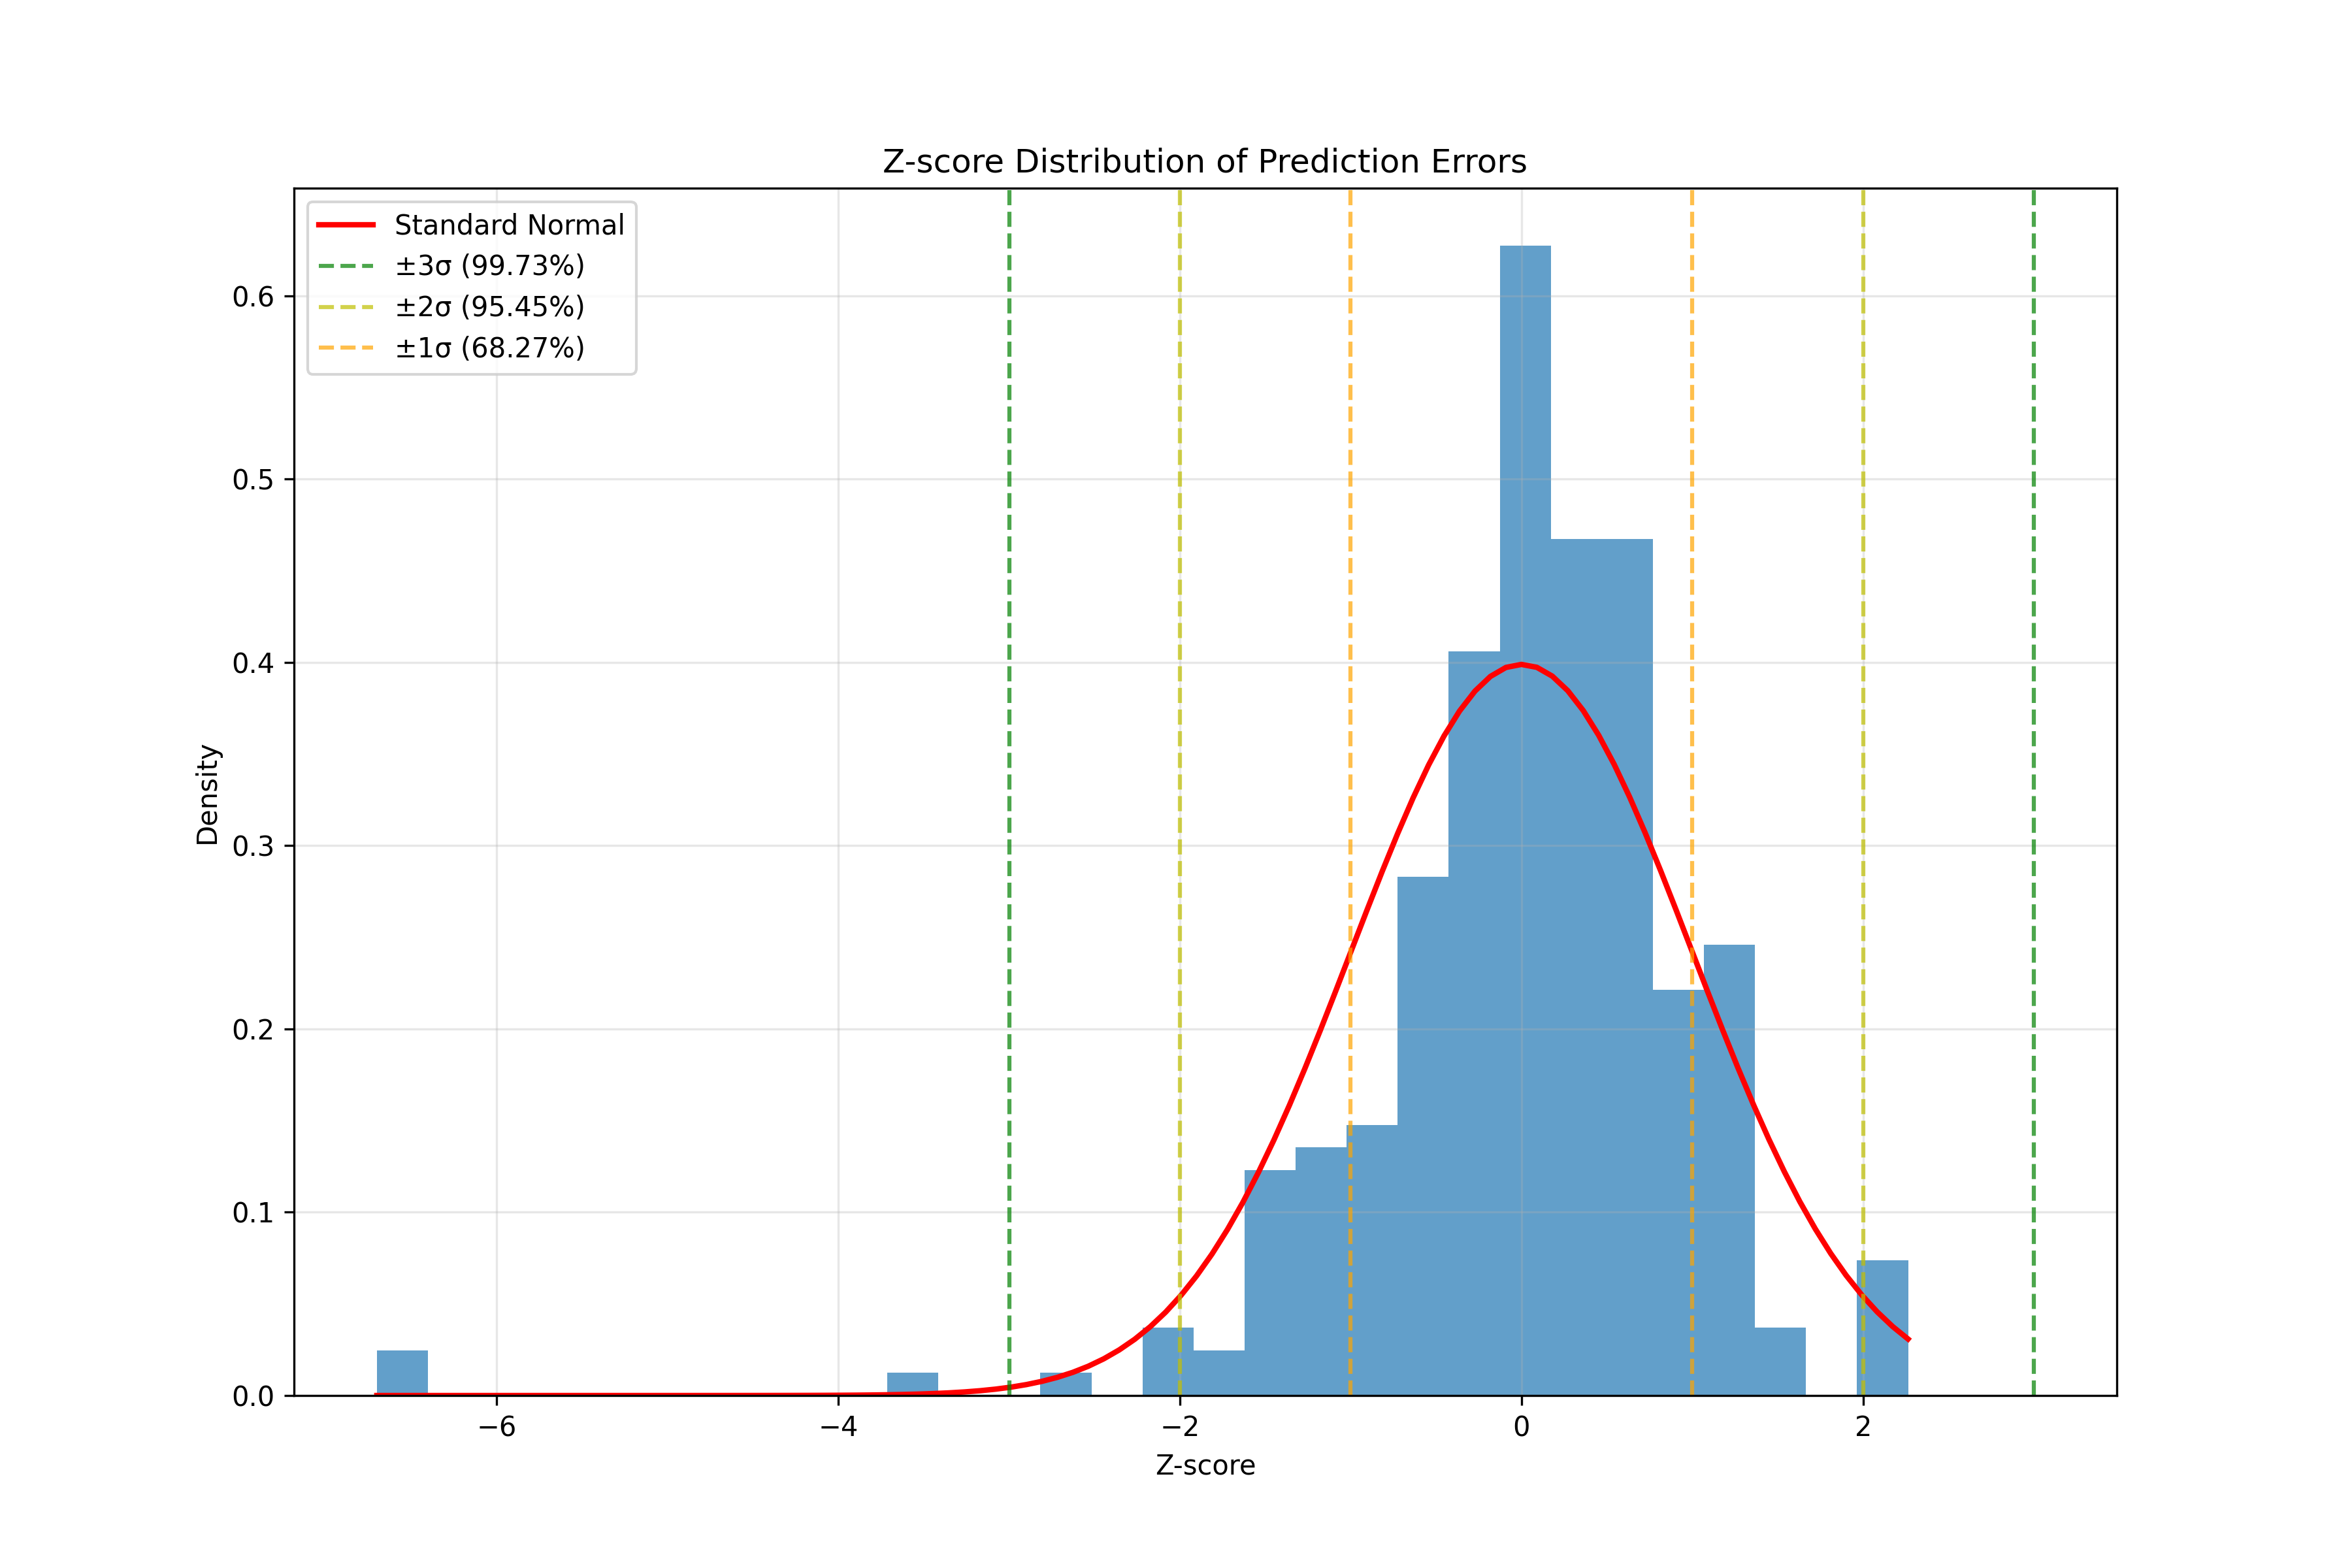 Z-score Distribution of Prediction Errors
Standard Normal
±3σ (99.73%)
±2σ (95.45%)
±1σ (68.27%)
Density
0.6
0.5
0.4
0.3
0.2
0.1
0.0
−6
−4
−2
0
2
Z-score